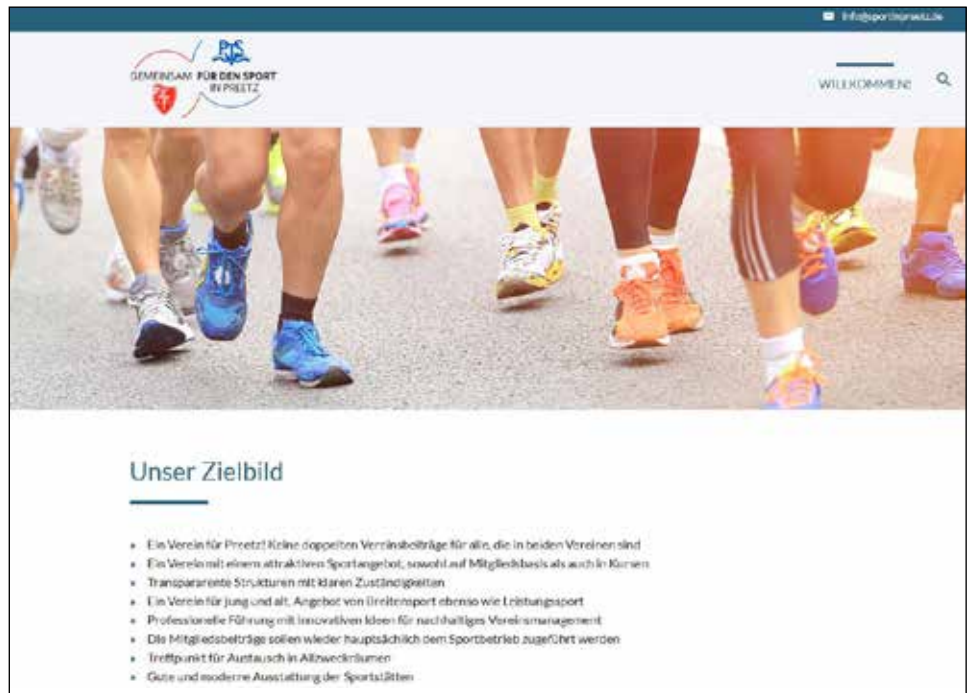 info@sportinpreetz.de
PTS
GEMEINSAM FÜR DEN SPORT
IN PREETZ
WILLKOMMEN!
Unser Zielbild
Ein Verein für Preetz! Keine doppelten Vereinsbeiträge für alle, die in beiden Vereinen sind
Ein Verein mit einem attraktiven Sportangebot, sowohl auf Mitgliedsbasis als auch in Kursen
Transpararente Strukturen mit klaren Zuständigkeiten
Ein Verein für jung und alt, Angebot von Breitensport ebenso wie Leistungssport
Professionelle Führung mit innovativen Ideen für nachhaltiges Vereinsmanagement
Die Mitgliedsbeiträge sollen wieder hauptsächlich dem Sportbetrieb zugeführt werden
Treffpunkt für Austausch in Allzweckräumen
Gute und moderne Ausstattung der Sportstätten